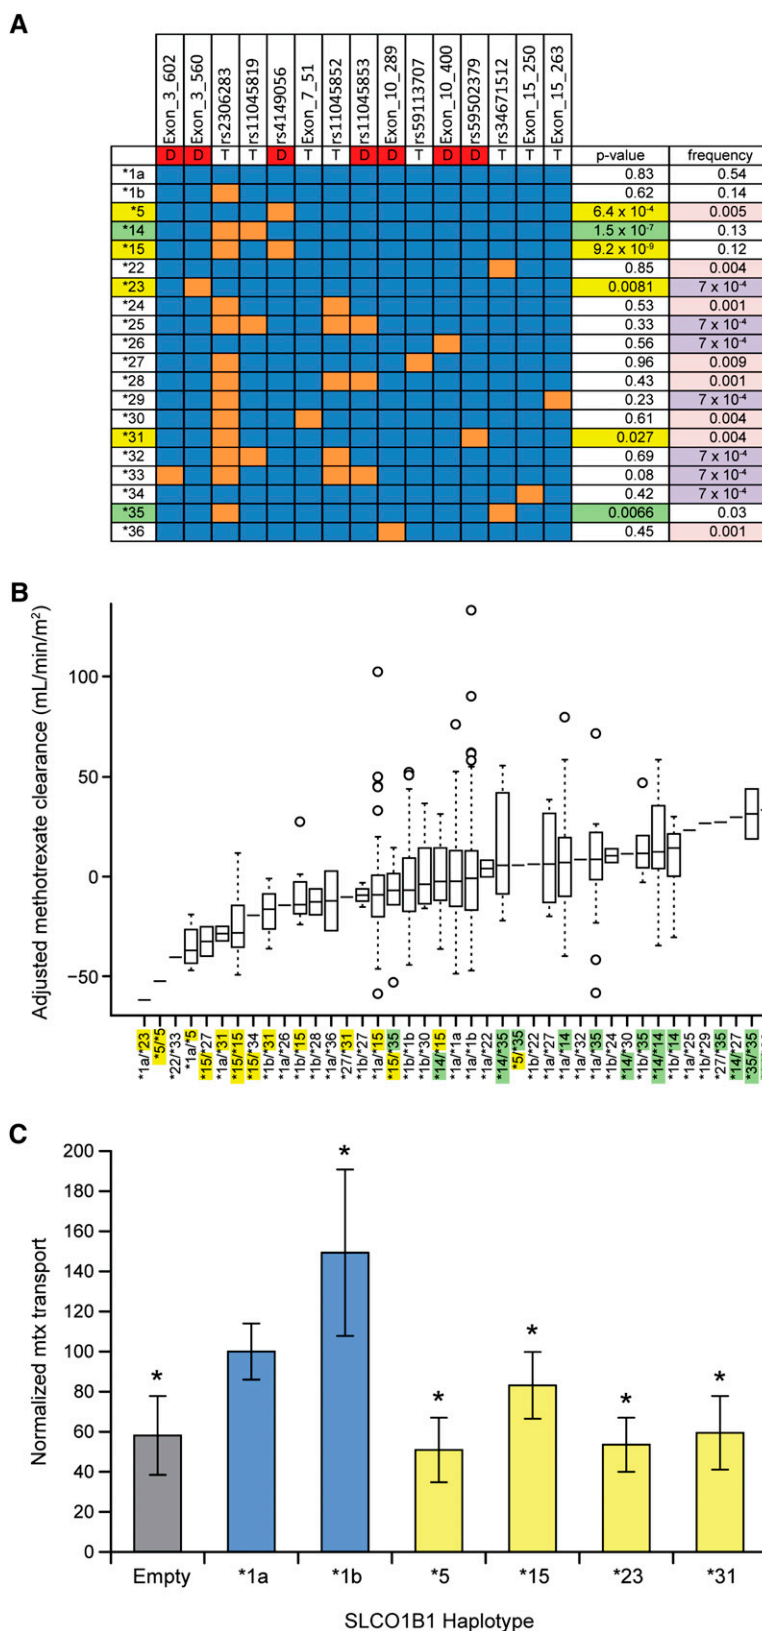 A
Exon_3_602 Exon_3_560 rs2306283 rs11045819 rs4149056 Exon_7_51 rs11045852 rs11045853 Exon_10_289 rs59113707 Exon_10_400 rs59502379 rs34671512 Exon_15_250 Exon_15_263
D D T T D T T D D T D D T T T p-value frequency
*1a 0.83 0.54
*1b 0.62 0.14
*5 6.4 x 10⁻⁴ 0.005
*14 1.5 x 10⁻⁷ 0.13
*15 9.2 x 10⁻⁹ 0.12
*22 0.85 0.004
*23 0.0081 7 x 10⁻⁴
*24 0.53 0.001
*25 0.33 7 x 10⁻⁴
*26 0.56 7 x 10⁻⁴
*27 0.96 0.009
*28 0.43 0.001
*29 0.23 7 x 10⁻⁴
*30 0.61 0.004
*31 0.027 0.004
*32 0.69 7 x 10⁻⁴
*33 0.08 7 x 10⁻⁴
*34 0.42 7 x 10⁻⁴
*35 0.0066 0.03
*36 0.45 0.001
B
Adjusted methotrexate clearance (mL/min/m²)
100
50
0
−50
*1a/*23 *5/*5 *22/*33 *1a/*5 *15/*27 *1a/*31 *15/*15 *15/*34 *1b/*31 *1a/*26 *1b/*15 *1b/*28 *1a/*36 *27/*31 *1b/*27 *1a/*15 *15/*35 *1b/*1b *1b/*30 *14/*15 *1a/*1a *1a/*1b *1a/*22 *14/*35 *5/*35 *1b/*22 *1a/*27 *1a/*14 *1a/*32 *1a/*35 *1b/*24 *14/*30 *1b/*35 *14/*14 *1b/*14 *1a/*25 *1b/*29 *27/*35 *14/*27 *35/*35
C
Normalized mtx transport
200
180
160
140
120
100
80
60
40
20
0
* * * * * *
Empty *1a *1b *5 *15 *23 *31
SLCO1B1 Haplotype